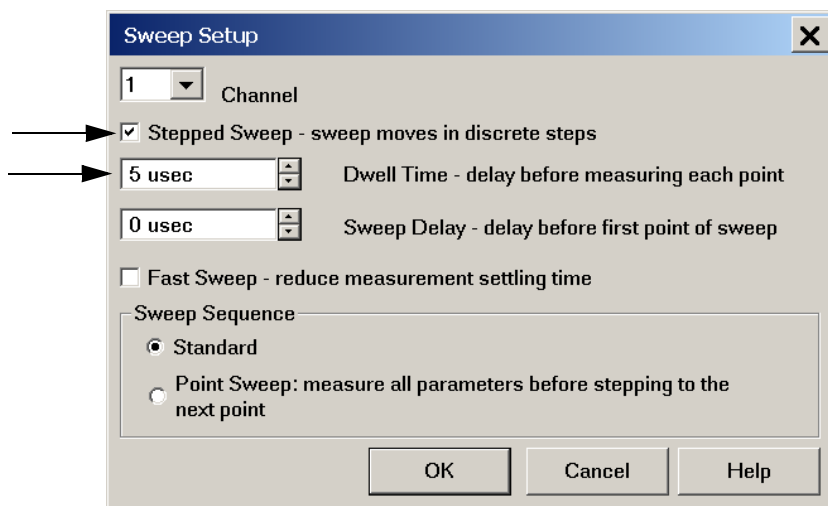 Sweep Setup
1
Channel
Stepped Sweep - sweep moves in discrete steps
5 usec
Dwell Time - delay before measuring each point
0 usec
Sweep Delay - delay before first point of sweep
Fast Sweep - reduce measurement settling time
Sweep Sequence
Standard
Point Sweep: measure all parameters before stepping to the
next point
OK
Cancel
Help